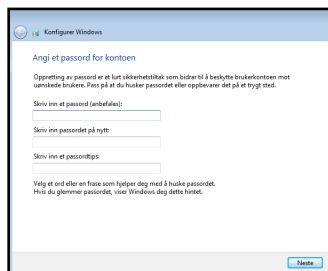 Konfigurer Windows
Angi et passord for kontoen
Oppretting av passord er et lurt sikkerhetstiltak som bidrar til å beskytte brukerkontoen mot
uønskede brukere. Pass på at du husker passordet eller oppbevarer det på et trygt sted.
Skriv inn et passord (anbefales):
Skriv inn passordet på nytt:
Skriv inn et passordtips:
Velg et ord eller en frase som hjelper deg med å huske passordet.
Hvis du glemmer passordet, viser Windows deg dette hintet.
Neste